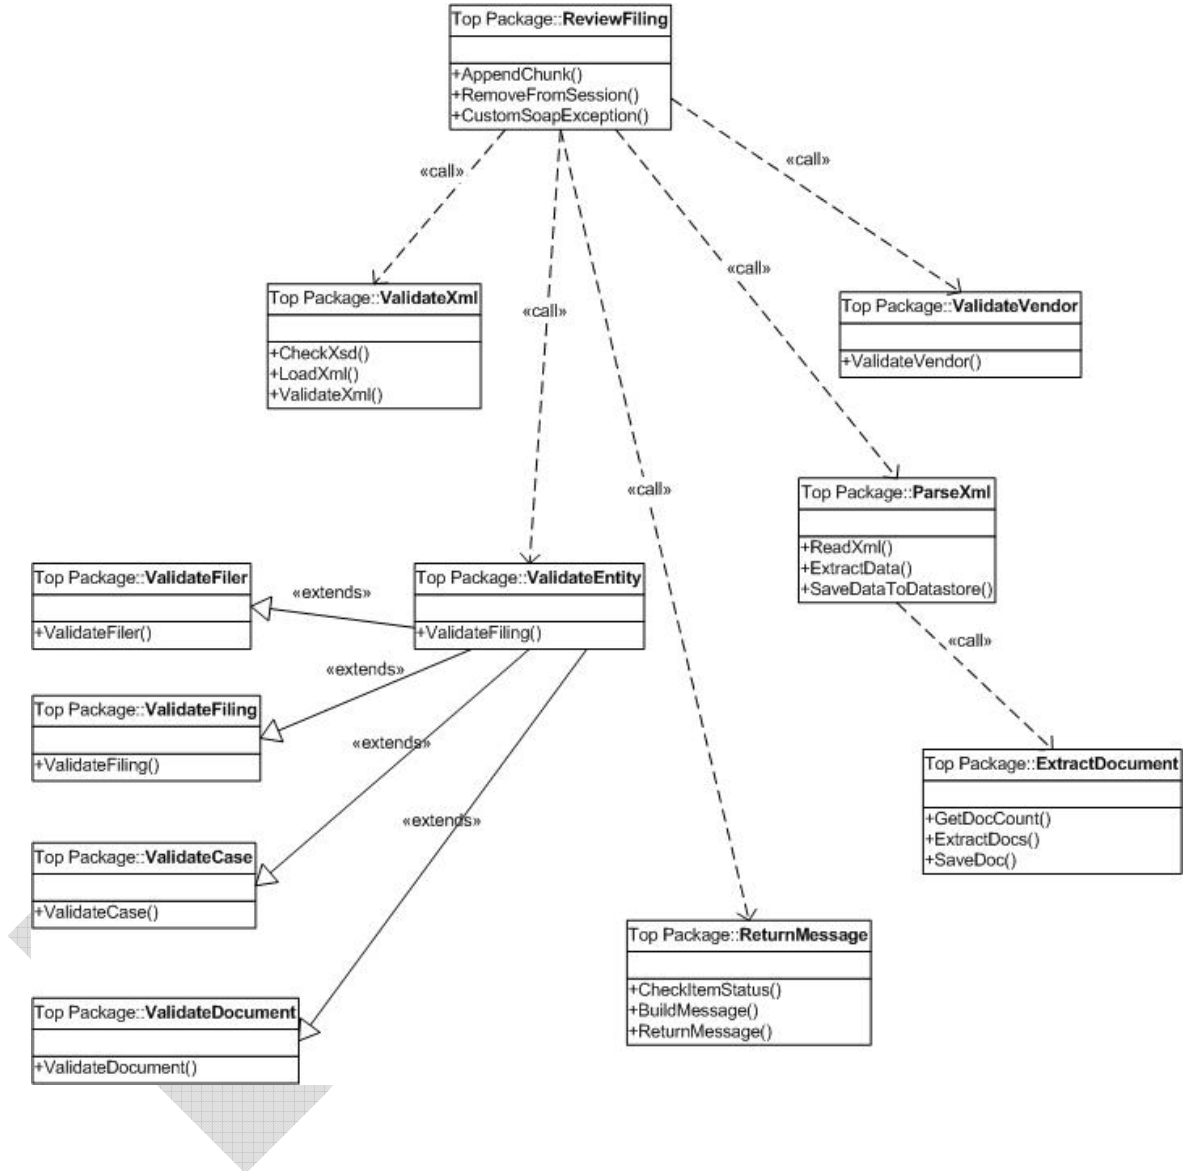 Top Package::ReviewFiling
+AppendChunk()
+RemoveFromSession()
+CustomSoapException()
«call»
«call»
«call»
«call»
«call»
Top Package::ValidateXml
+CheckXsd()
+LoadXml()
+ValidateXml()
Top Package::ValidateVendor
+ValidateVendor()
Top Package::ParseXml
+ReadXml()
+ExtractData()
+SaveDataToDatastore()
«call»
Top Package::ValidateFiler
+ValidateFiler()
«extends»
Top Package::ValidateEntity
+ValidateFiling()
«extends»
Top Package::ValidateFiling
+ValidateFiling()
«extends»
«extends»
Top Package::ExtractDocument
+GetDocCount()
+ExtractDocs()
+SaveDoc()
Top Package::ValidateCase
+ValidateCase()
Top Package::ReturnMessage
+CheckItemStatus()
+BuildMessage()
+ReturnMessage()
Top Package::ValidateDocument
+ValidateDocument()